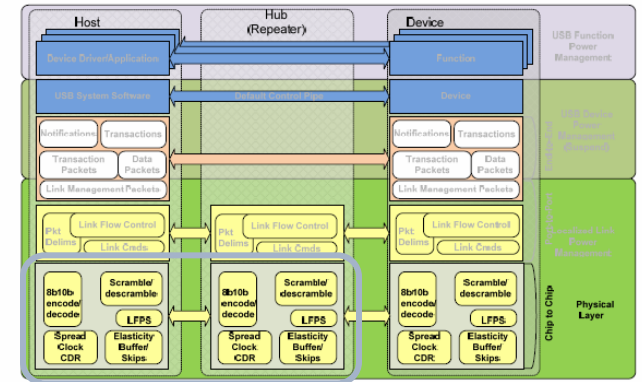 Host
Hub
(Repeater)
Device
Device Driver/Application
Function
USB Function
Power
Management
USB System Software
Default Control Pipe
Device
USB Device
Power
Management
(Suspend)
Notifications
Transactions
Transaction
Packets
Data
Packets
Link Management Packets
Notifications
Transactions
Transaction
Packets
Data
Packets
Link Management Packets
Pkt
Delims
Link Flow Control
Link Cmds
Pkt
Delims
Link Flow Control
Link Cmds
Pkt
Delims
Link Flow Control
Link Cmds
Power
Management
8b10b
encode/
decode
Scramble/
descramble
LFPS
Spread
Clock
CDR
Elasticity
Buffer/
Skips
8b10b
encode/
decode
Scramble/
descramble
LFPS
Spread
Clock
CDR
Elasticity
Buffer/
Skips
8b10b
encode/
decode
Scramble/
descramble
LFPS
Spread
Clock
CDR
Elasticity
Buffer/
Skips
Chip to Chip
Physical
Layer